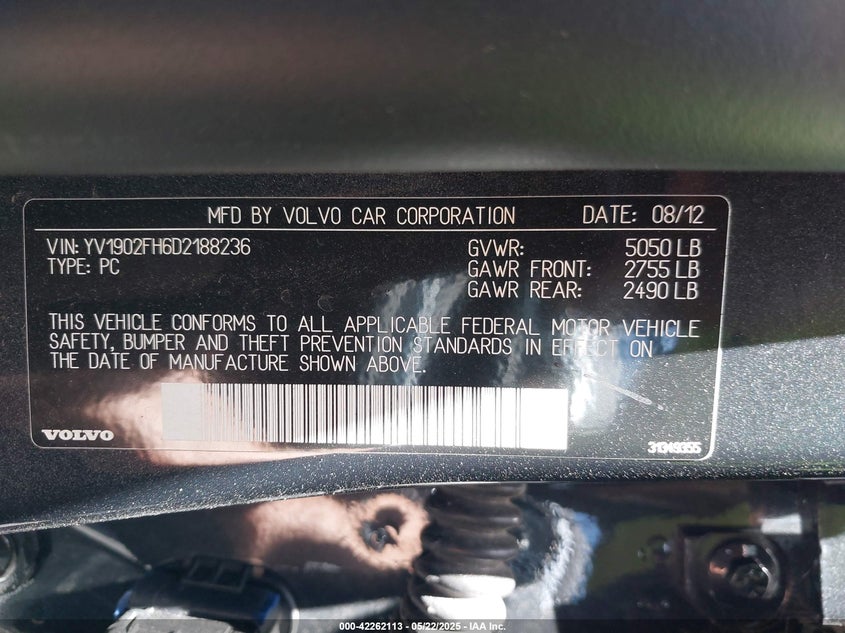 MFD BY VOLVO CAR CORPORATION DATE: 08/12
VIN: YV1902FH6D2188236 GVWR: 5050 LB
TYPE: PC GAWR FRONT: 2755 LB
GAWR REAR: 2490 LB
THIS VEHICLE CONFORMS TO ALL APPLICABLE FEDERAL MOTOR VEHICLE
SAFETY, BUMPER AND THEFT PREVENTION STANDARDS IN EFFECT ON
THE DATE OF MANUFACTURE SHOWN ABOVE.
VOLVO 31349355
000-42262113 - 05/22/2025 - IAA Inc.